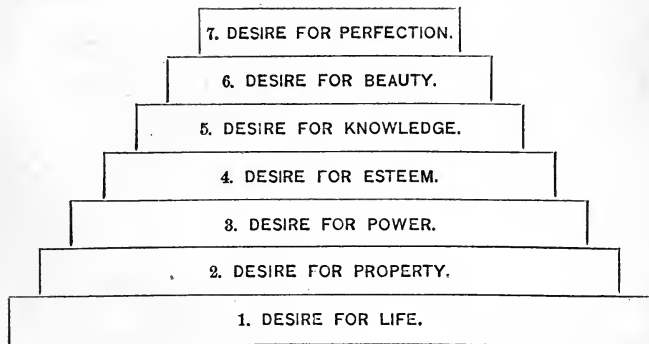 7. DESIRE FOR PERFECTION.
6. DESIRE FOR BEAUTY.
5. DESIRE FOR KNOWLEDGE.
4. DESIRE FOR ESTEEM.
3. DESIRE FOR POWER.
2. DESIRE FOR PROPERTY.
1. DESIRE FOR LIFE.